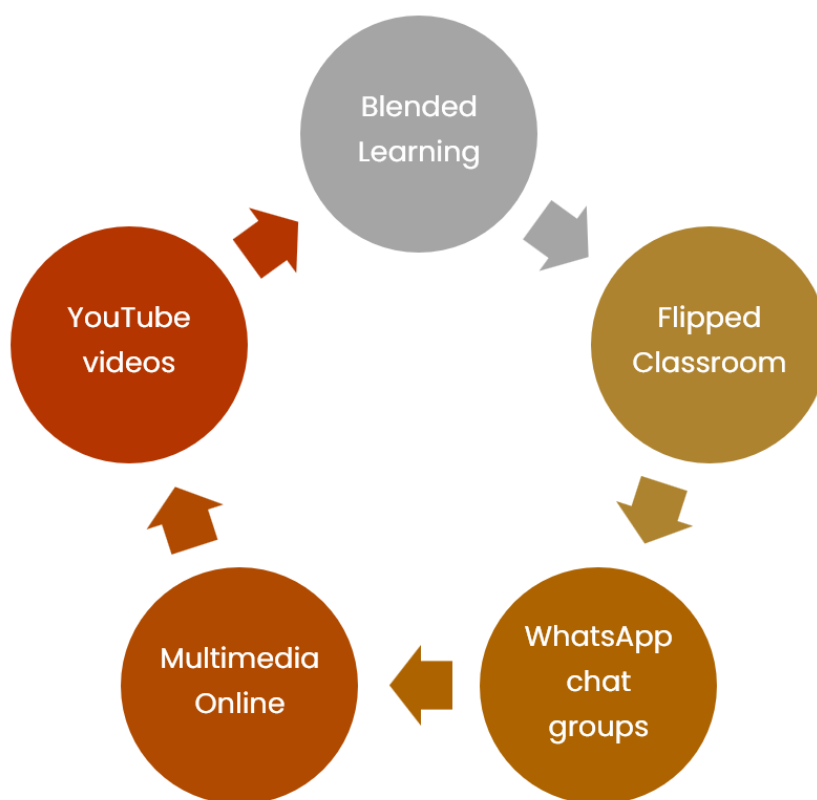 Blended
Learning
Flipped
Classroom
WhatsApp
chat
groups
Multimedia
Online
YouTube
videos